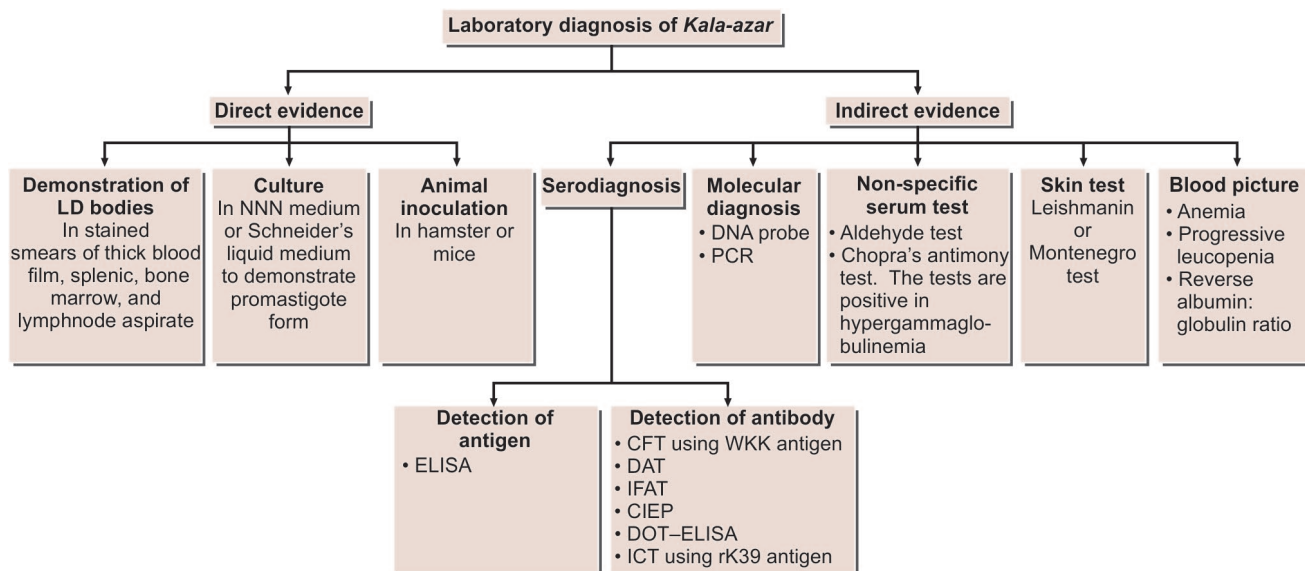 Laboratory diagnosis of Kala-azar
Direct evidence
Indirect evidence
Demonstration of
LD bodies
In stained
smears of thick blood
film, splenic, bone
marrow, and
lymphnode aspirate
Culture
In NNN medium
or Schneider's
liquid medium
to demonstrate
promastigote
form
Animal
inoculation
In hamster or
mice
Serodiagnosis
Molecular
diagnosis
• DNA probe
• PCR
Non-specific
serum test
• Aldehyde test
• Chopra's antimony
test. The tests are
positive in
hypergammaglo-
bulinemia
Skin test
Leishmanin
or
Montenegro
test
Blood picture
• Anemia
• Progressive
leucopenia
• Reverse
albumin:
globulin ratio
Detection of
antigen
• ELISA
Detection of antibody
• CFT using WKK antigen
• DAT
• IFAT
• CIEP
• DOT–ELISA
• ICT using rK39 antigen